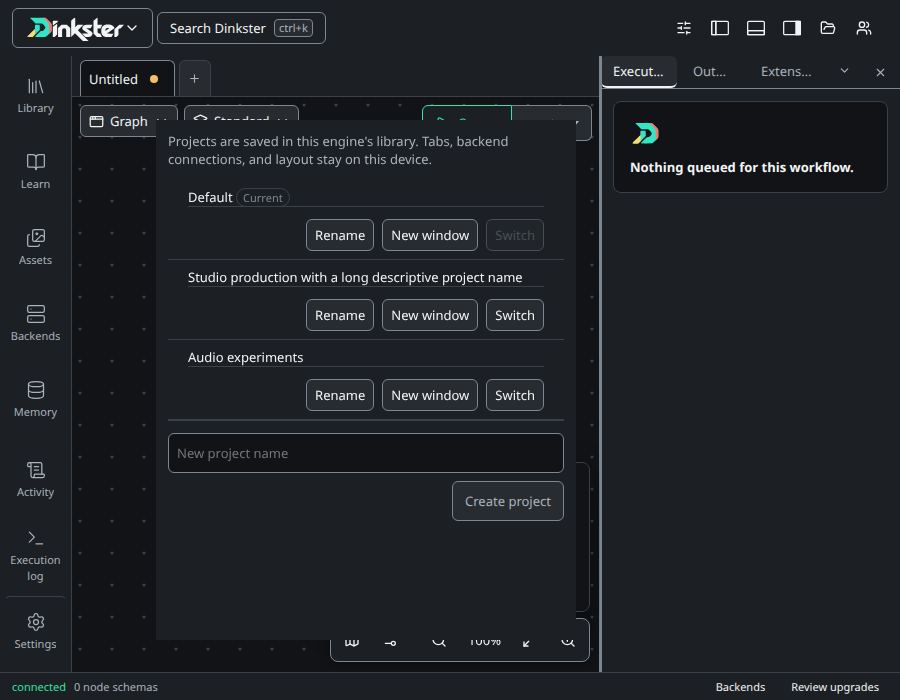 Dinkster
Search Dinkster ctrl+k
Library
Learn
Assets
Backends
Memory
Activity
Execution
log
Settings
Untitled
+
Graph
Standard
Projects are saved in this engine's library. Tabs, backend
connections, and layout stay on this device.
Default Current
Rename New window Switch
Studio production with a long descriptive project name
Rename New window Switch
Audio experiments
Rename New window Switch
New project name
Create project
100%
Execut... Out... Extens...
Nothing queued for this workflow.
connected 0 node schemas
Backends Review upgrades